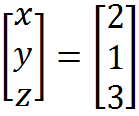 [x]   [2]
[y] = [1]
[z]   [3]